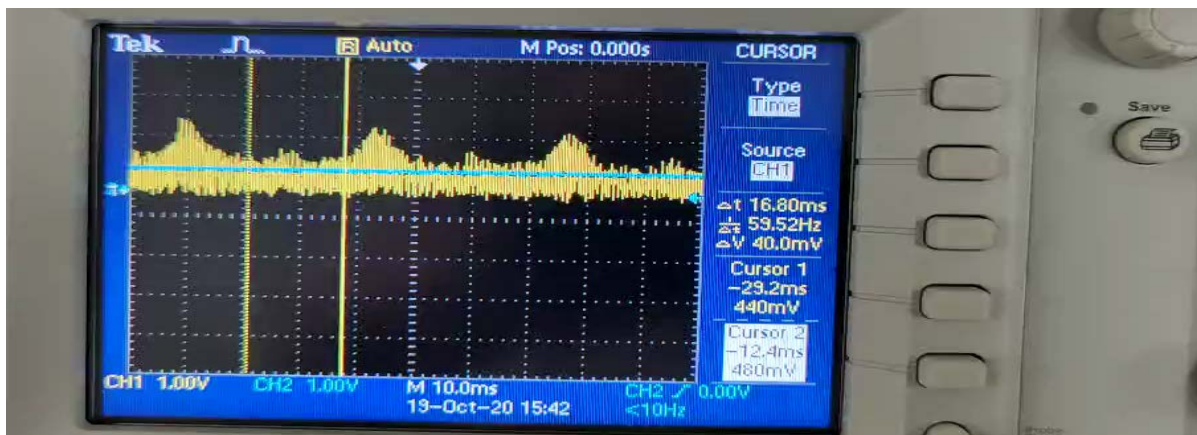 Tek R Auto M Pos: 0.000s CURSOR
Type
Time
Source
CH1
Δt 16.80ms
1/Δt 59.52Hz
ΔV 40.0mV
Cursor 1
-29.2ms
440mV
Cursor 2
-12.4ms
480mV
CH1 1.00V CH2 1.00V M 10.0ms CH2 0.00V
19-Oct-20 15:42 <10Hz
Save